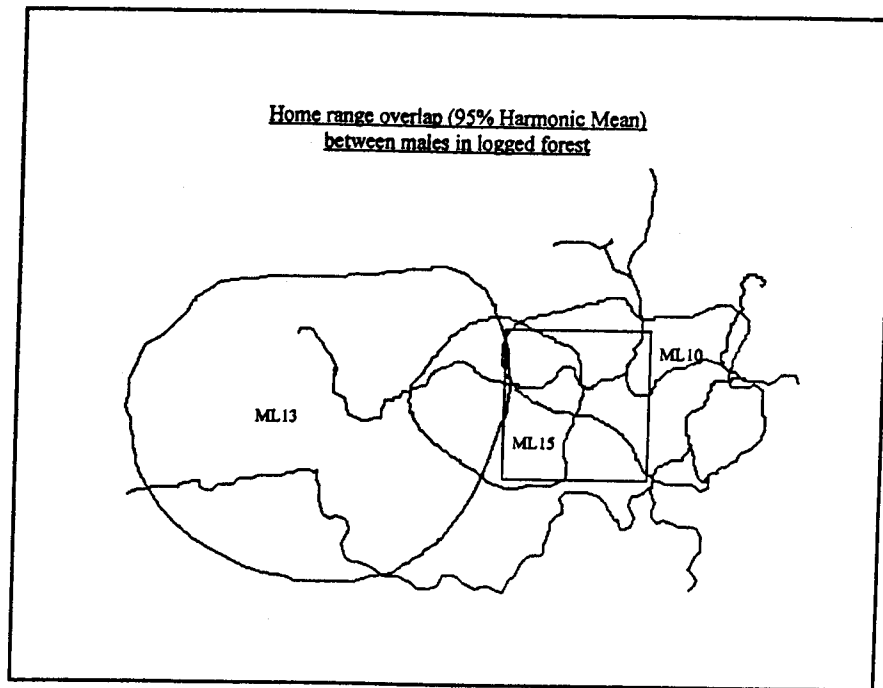 Home range overlap (95% Harmonic Mean)
between males in logged forest
ML10
ML13
ML15